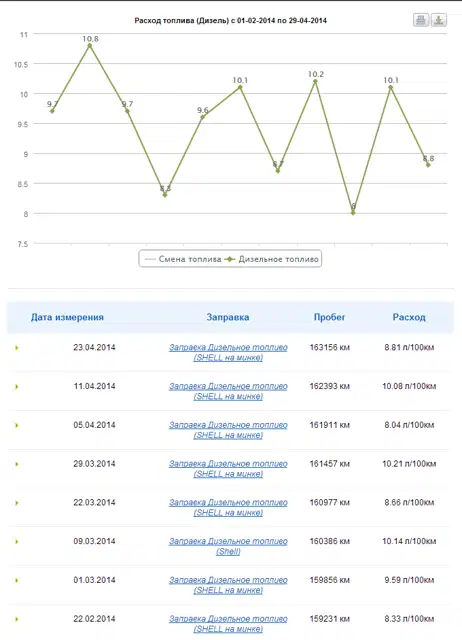 Расход топлива (Дизель) с 01-02-2014 по 29-04-2014
11
10.5
10
9.5
9
8.5
8
7.5
9.7
10.8
9.7
8.3
9.6
10.1
8.7
10.2
8
10.1
8.8
Смена топлива Дизельное топливо
Дата измерения Заправка Пробег Расход
23.04.2014 Заправка Дизельное топливо 163156 км 8.81 л/100км
(SHELL на минке)
11.04.2014 Заправка Дизельное топливо 162393 км 10.08 л/100км
(SHELL на минке)
05.04.2014 Заправка Дизельное топливо 161911 км 8.04 л/100км
(SHELL на минке)
29.03.2014 Заправка Дизельное топливо 161457 км 10.21 л/100км
(SHELL на минке)
22.03.2014 Заправка Дизельное топливо 160977 км 8.66 л/100км
(SHELL на минке)
09.03.2014 Заправка Дизельное топливо 160386 км 10.14 л/100км
(Shell)
01.03.2014 Заправка Дизельное топливо 159856 км 9.59 л/100км
(SHELL на минке)
22.02.2014 Заправка Дизельное топливо 159231 км 8.33 л/100км
(SHELL на минке)